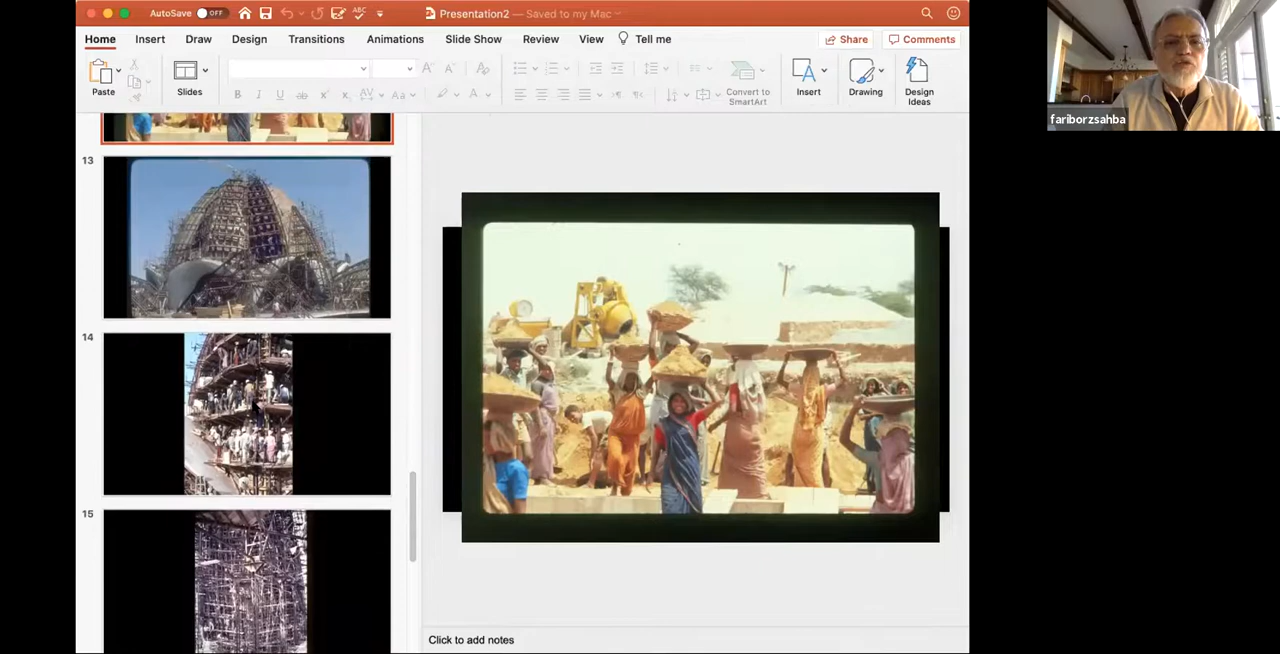 AutoSave OFF
Presentation2 — Saved to my Mac
Home Insert Draw Design Transitions Animations Slide Show Review View Tell me Share Comments
Paste
Slides
Convert to SmartArt
Insert
Drawing
Design Ideas
fariborzsahba
13
14
15
Click to add notes